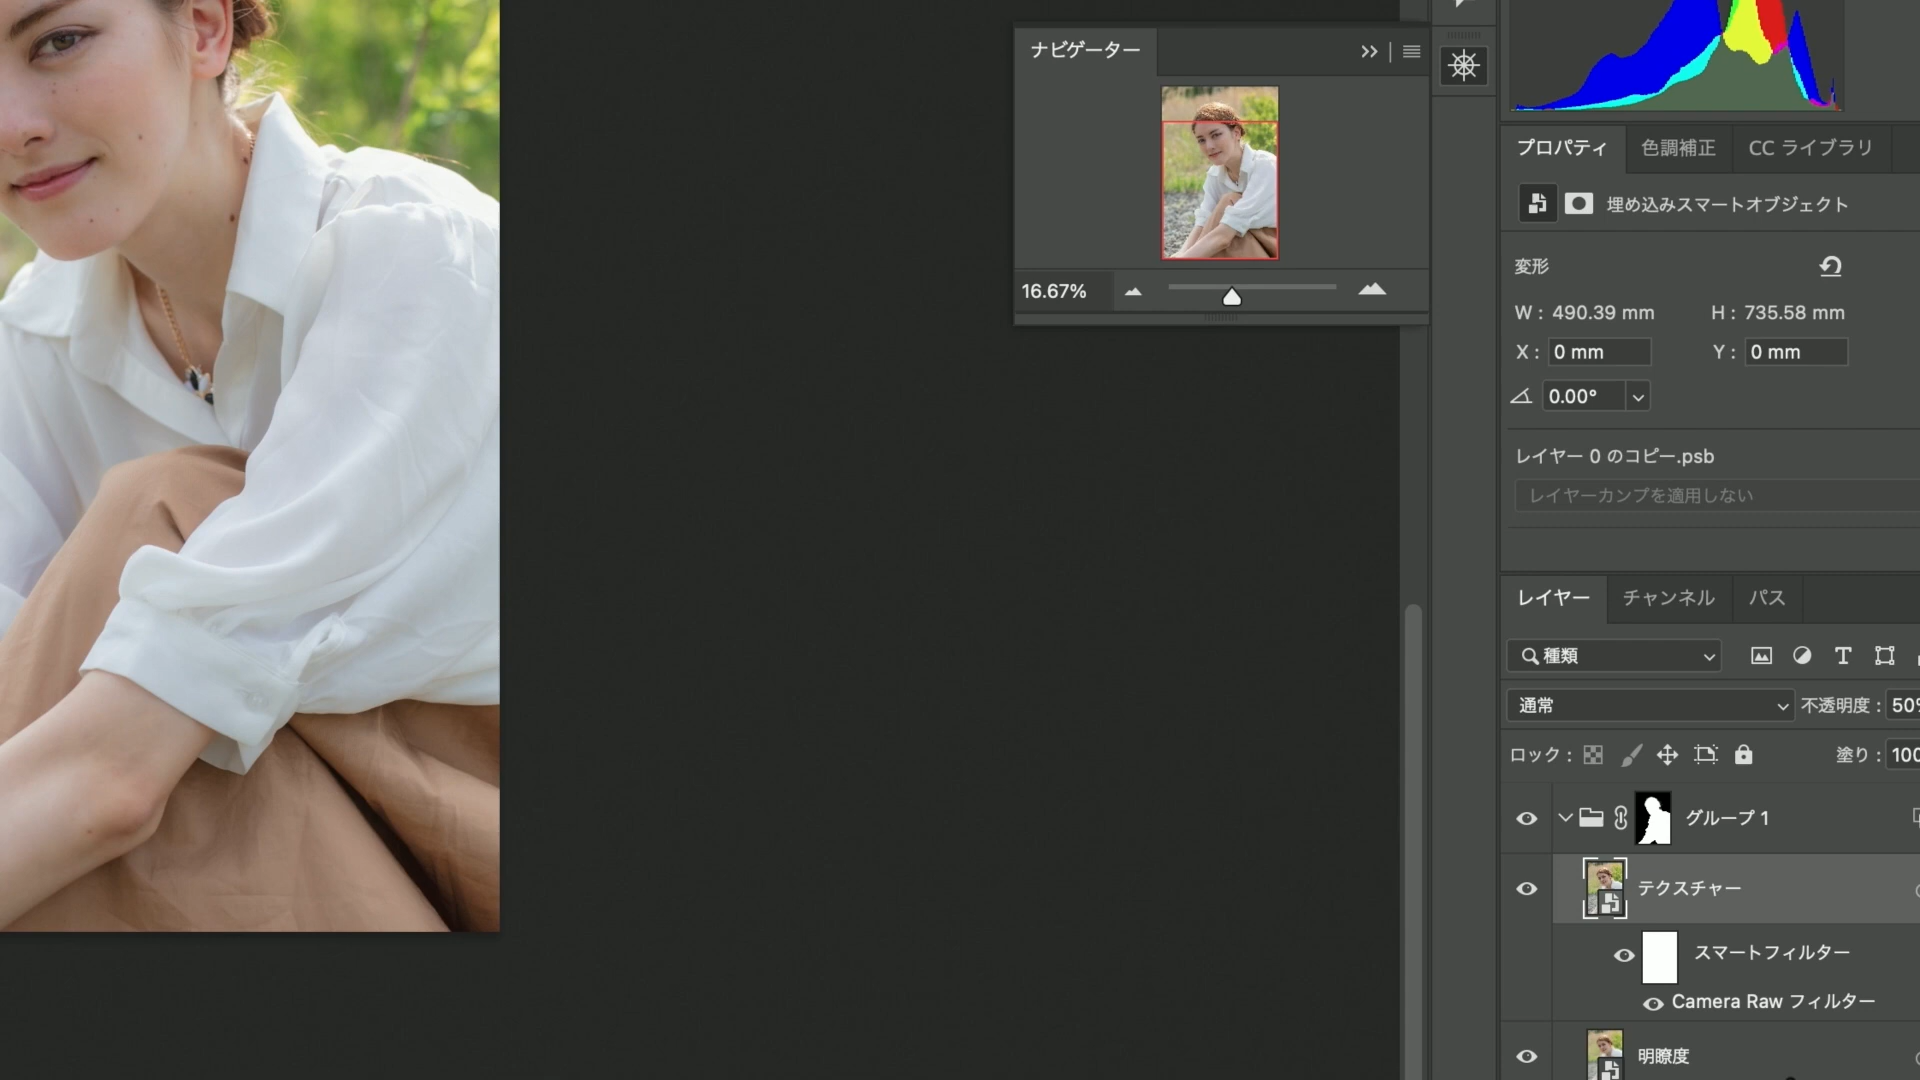 ナビゲーター
16.67%
プロパティ 色調補正 CC ライブラリ
埋め込みスマートオブジェクト
変形
W : 490.39 mm H : 735.58 mm
X : 0 mm Y : 0 mm
0.00°
レイヤー 0 のコピー.psb
レイヤーカンプを適用しない
レイヤー チャンネル パス
種類
通常 不透明度 : 50%
ロック : 塗り : 100
グループ 1
テクスチャー
スマートフィルター
Camera Raw フィルター
明瞭度